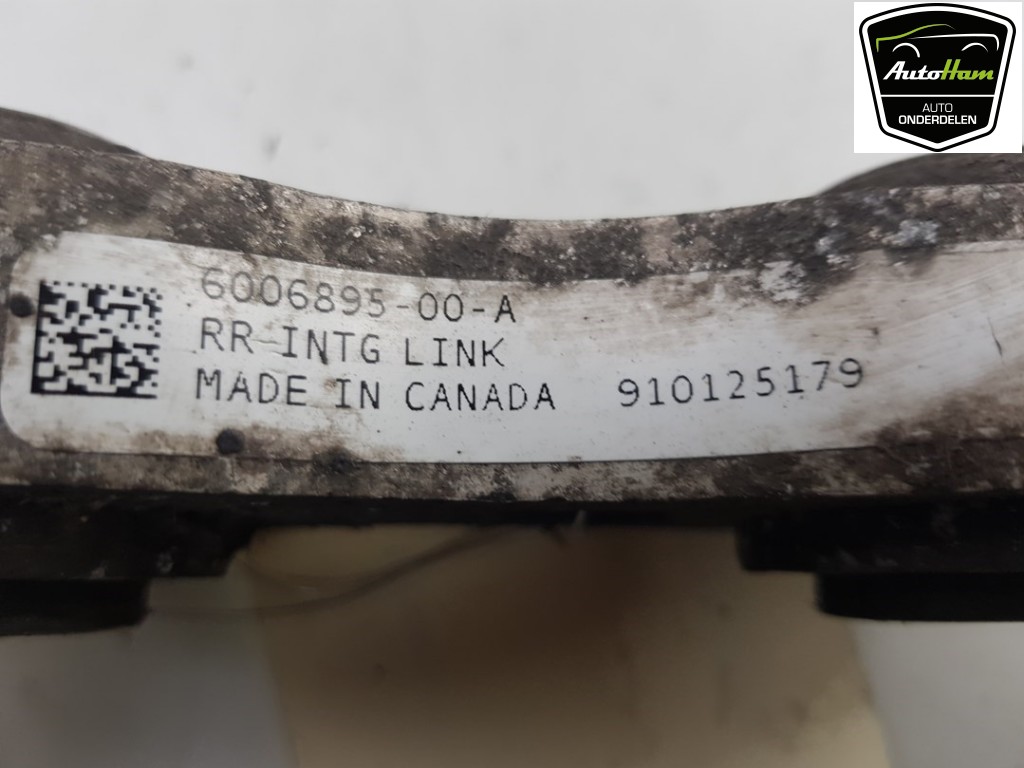 AutoHam
AUTO
ONDERDELEN
6006895-00-A
RR INTG LINK
MADE IN CANADA 910125179